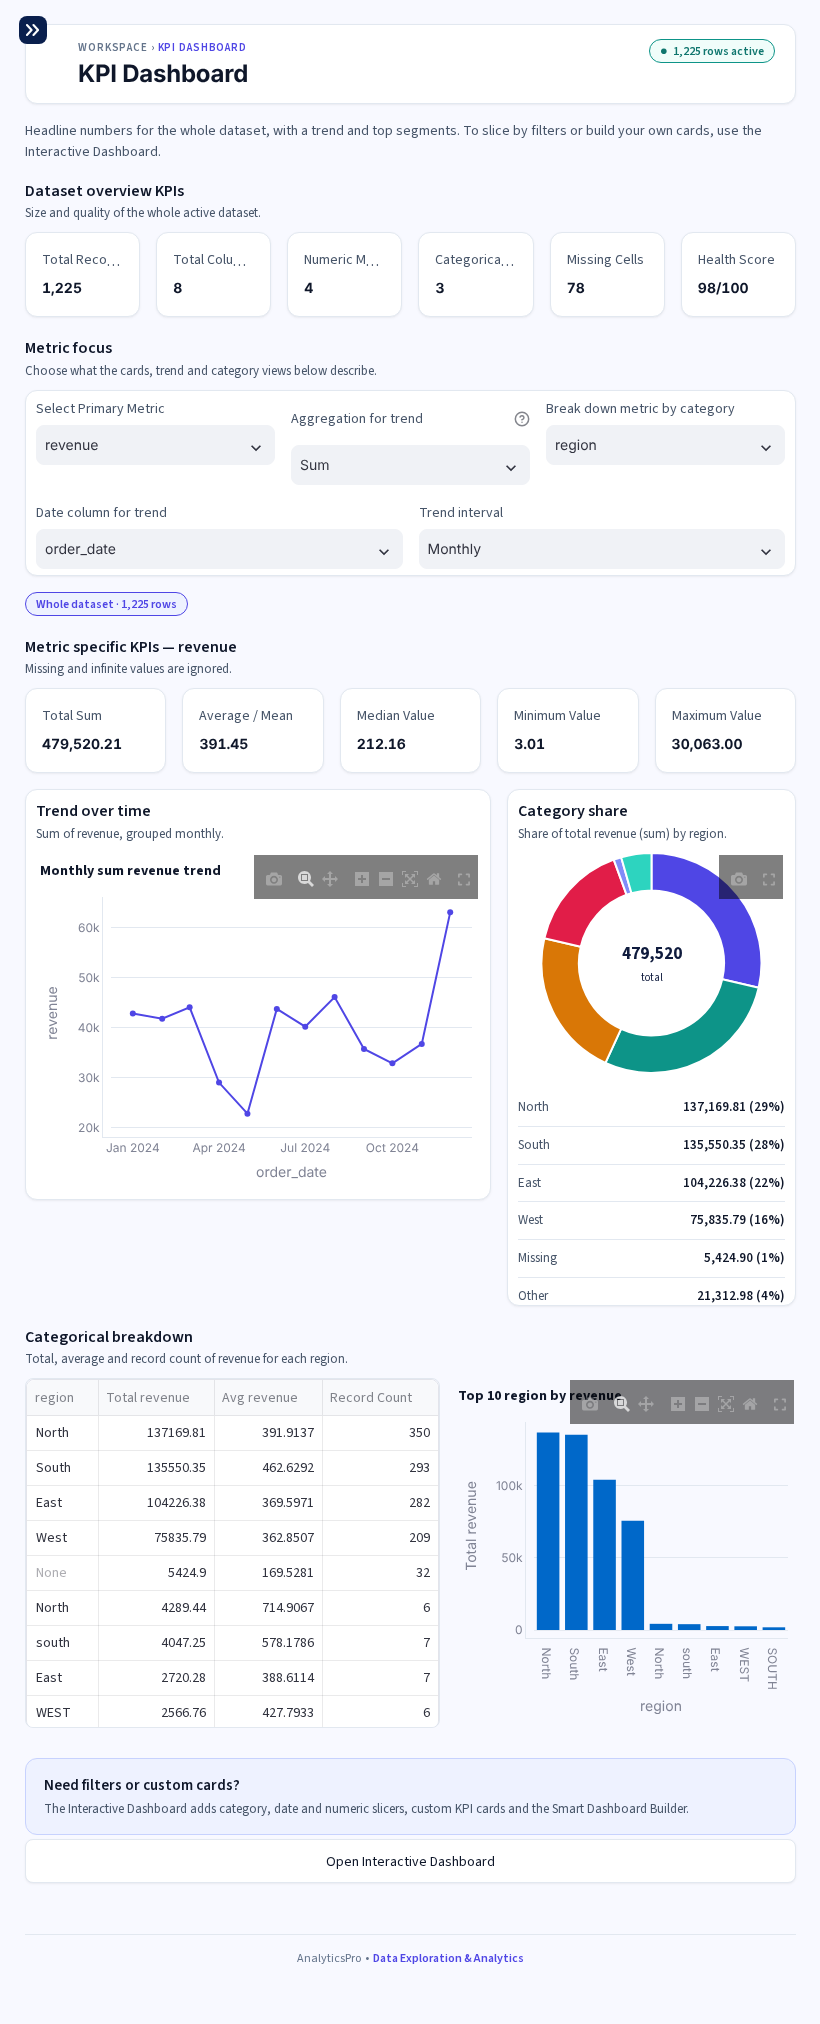 WORKSPACE › KPI DASHBOARD
KPI Dashboard
1,225 rows active
Headline numbers for the whole dataset, with a trend and top segments. To slice by filters or build your own cards, use the
Interactive Dashboard.
Dataset overview KPIs
Size and quality of the whole active dataset.
Total Reco...
1,225
Total Colu...
8
Numeric M...
4
Categorica...
3
Missing Cells
78
Health Score
98/100
Metric focus
Choose what the cards, trend and category views below describe.
Select Primary Metric
revenue
Aggregation for trend
Sum
Break down metric by category
region
Date column for trend
order_date
Trend interval
Monthly
Whole dataset · 1,225 rows
Metric specific KPIs — revenue
Missing and infinite values are ignored.
Total Sum
479,520.21
Average / Mean
391.45
Median Value
212.16
Minimum Value
3.01
Maximum Value
30,063.00
Trend over time
Sum of revenue, grouped monthly.
Monthly sum revenue trend
60k
50k
40k
30k
20k
revenue
Jan 2024 Apr 2024 Jul 2024 Oct 2024
order_date
Category share
Share of total revenue (sum) by region.
479,520
total
North 137,169.81 (29%)
South 135,550.35 (28%)
East 104,226.38 (22%)
West 75,835.79 (16%)
Missing 5,424.90 (1%)
Other 21,312.98 (4%)
Categorical breakdown
Total, average and record count of revenue for each region.
region Total revenue Avg revenue Record Count
North 137169.81 391.9137 350
South 135550.35 462.6292 293
East 104226.38 369.5971 282
West 75835.79 362.8507 209
None 5424.9 169.5281 32
North 4289.44 714.9067 6
south 4047.25 578.1786 7
East 2720.28 388.6114 7
WEST 2566.76 427.7933 6
Top 10 region by revenue
100k
50k
0
Total revenue
North South East West North south East WEST SOUTH
region
Need filters or custom cards?
The Interactive Dashboard adds category, date and numeric slicers, custom KPI cards and the Smart Dashboard Builder.
Open Interactive Dashboard
AnalyticsPro • Data Exploration & Analytics